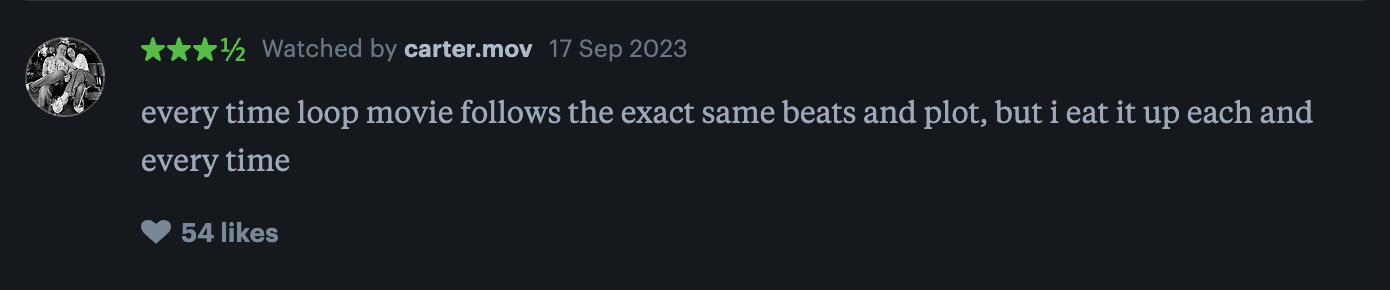 ★★★½ Watched by carter.mov 17 Sep 2023
every time loop movie follows the exact same beats and plot, but i eat it up each and
every time
54 likes